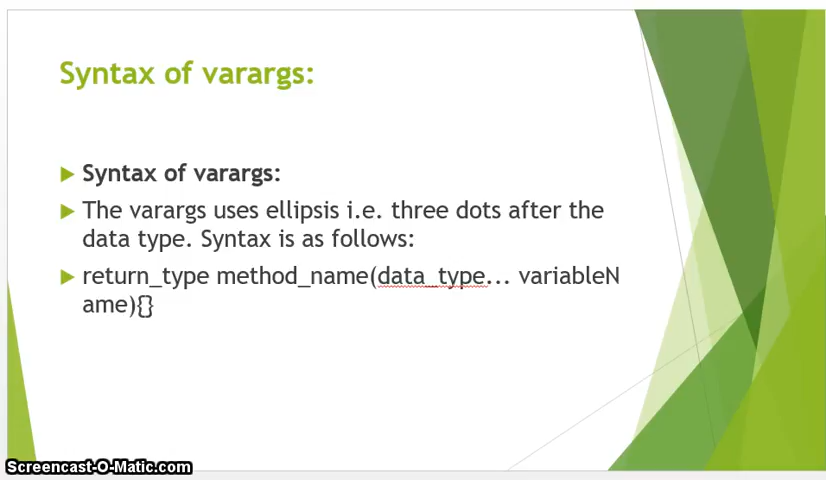 Syntax of varargs:
Syntax of varargs:
The varargs uses ellipsis i.e. three dots after the
data type. Syntax is as follows:
return_type method_name(data_type... variableN
ame){}
Screencast-O-Matic.com